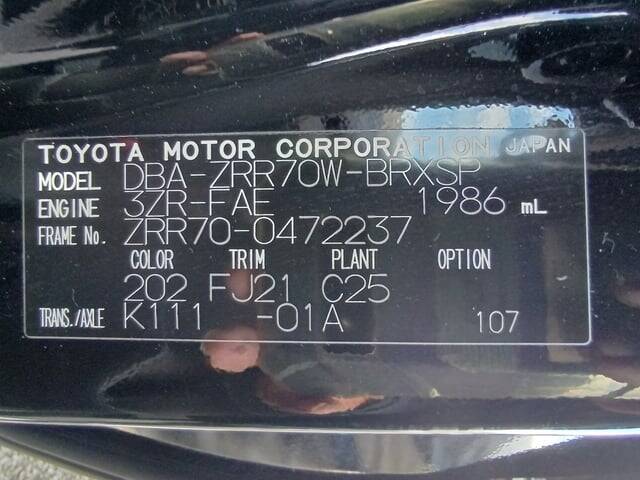 TOYOTA MOTOR CORPORATION JAPAN
MODEL DBA-ZRR70W-BRXSP
ENGINE 3ZR-FAE 1986 mL
FRAME No. ZRR70-0472237
COLOR TRIM PLANT OPTION
202 FJ21 C25
TRANS./AXLE K111 -01A 107